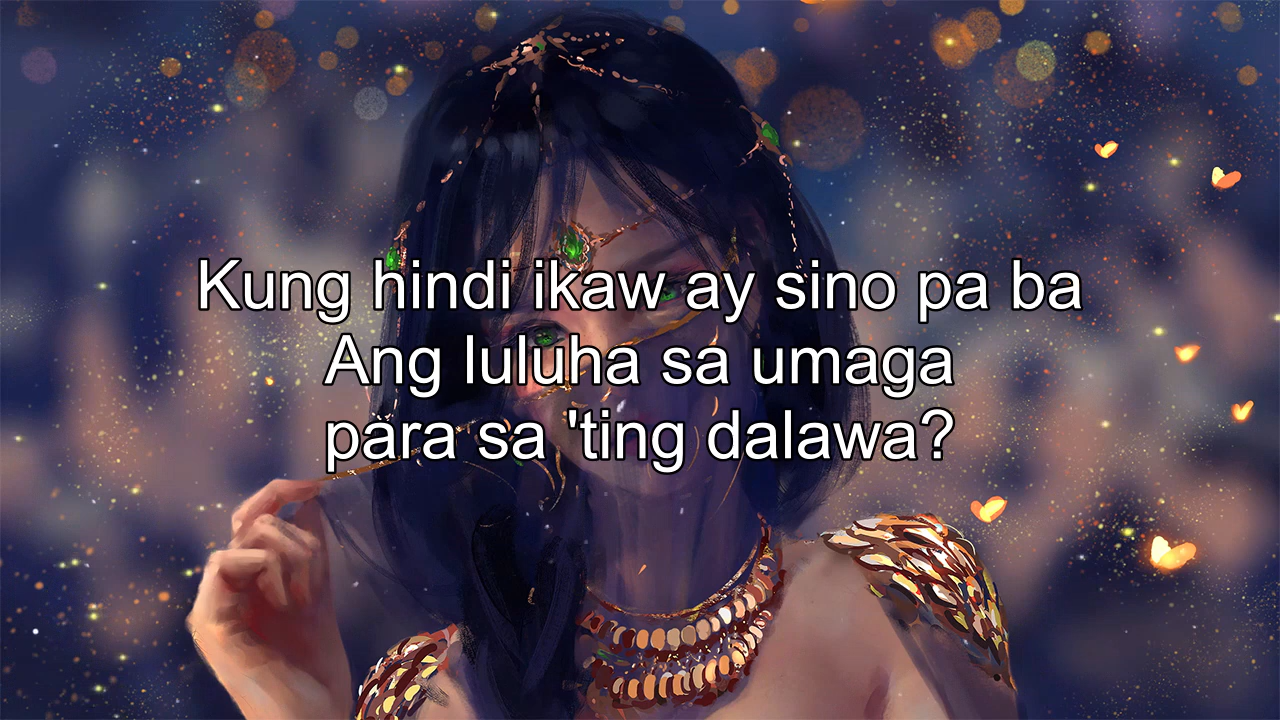 Kung hindi ikaw ay sino pa ba
Ang luluha sa umaga
para sa 'ting dalawa?